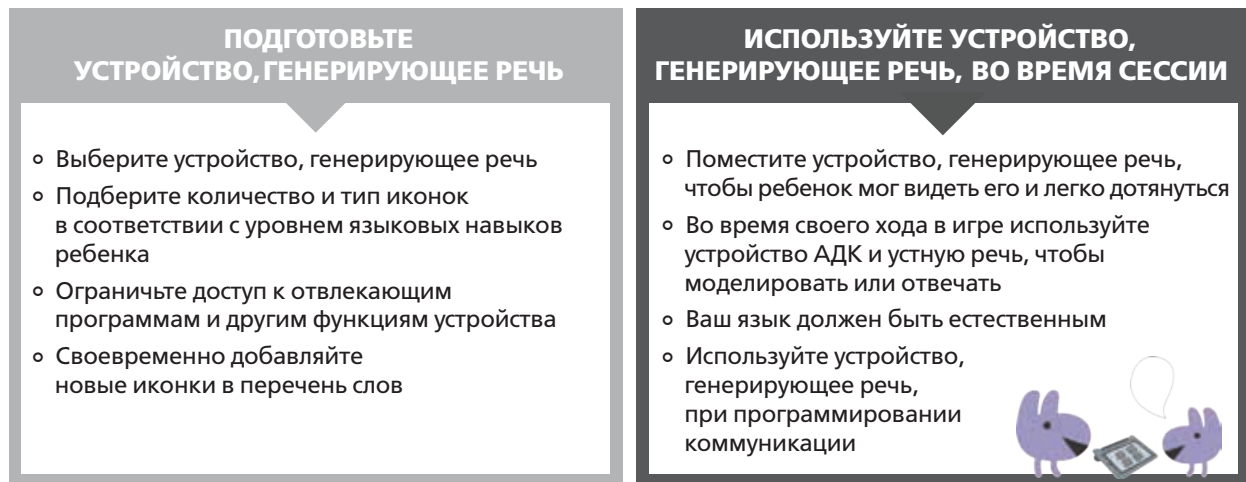 ПОДГОТОВЬТЕ
УСТРОЙСТВО, ГЕНЕРИРУЮЩЕЕ РЕЧЬ
Выберите устройство, генерирующее речь
Подберите количество и тип иконок
в соответствии с уровнем языковых навыков
ребенка
Ограничьте доступ к отвлекающим
программам и другим функциям устройства
Своевременно добавляйте
новые иконки в перечень слов
ИСПОЛЬЗУЙТЕ УСТРОЙСТВО,
ГЕНЕРИРУЮЩЕЕ РЕЧЬ, ВО ВРЕМЯ СЕССИИ
Поместите устройство, генерирующее речь,
чтобы ребенок мог видеть его и легко дотянуться
Во время своего хода в игре используйте
устройство АДК и устную речь, чтобы
моделировать или отвечать
Ваш язык должен быть естественным
Используйте устройство,
генерирующее речь,
при программировании
коммуникации